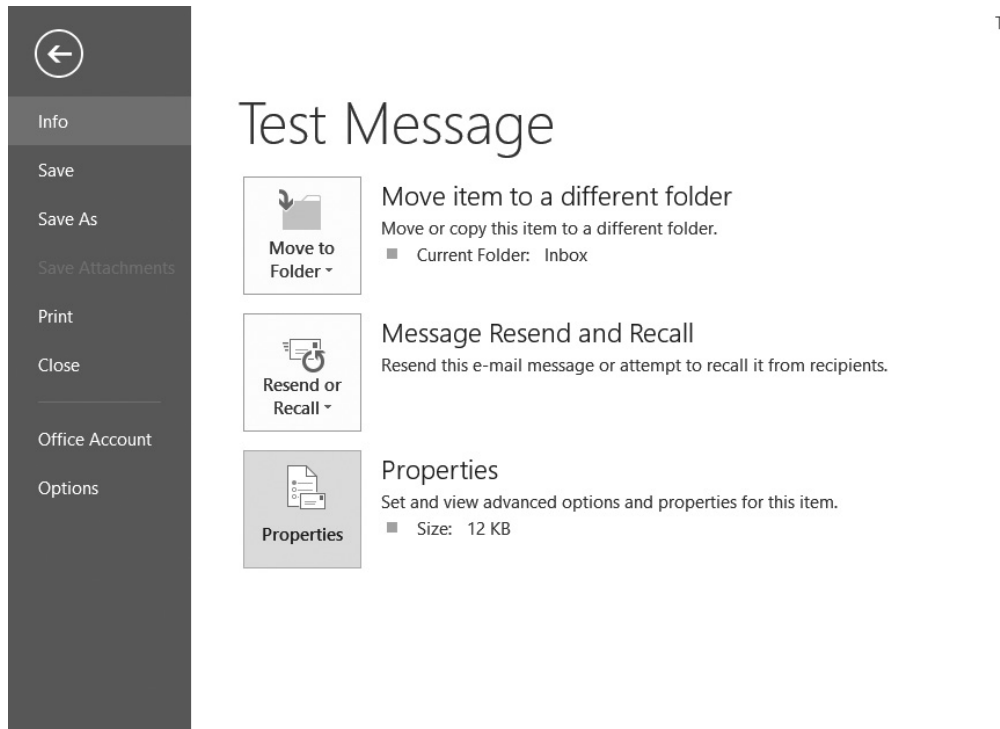 Info
Save
Save As
Save Attachments
Print
Close
Office Account
Options
T
Test Message
Move to
Folder
Move item to a different folder
Move or copy this item to a different folder.
Current Folder: Inbox
Resend or
Recall
Message Resend and Recall
Resend this e-mail message or attempt to recall it from recipients.
Properties
Properties
Set and view advanced options and properties for this item.
Size: 12 KB